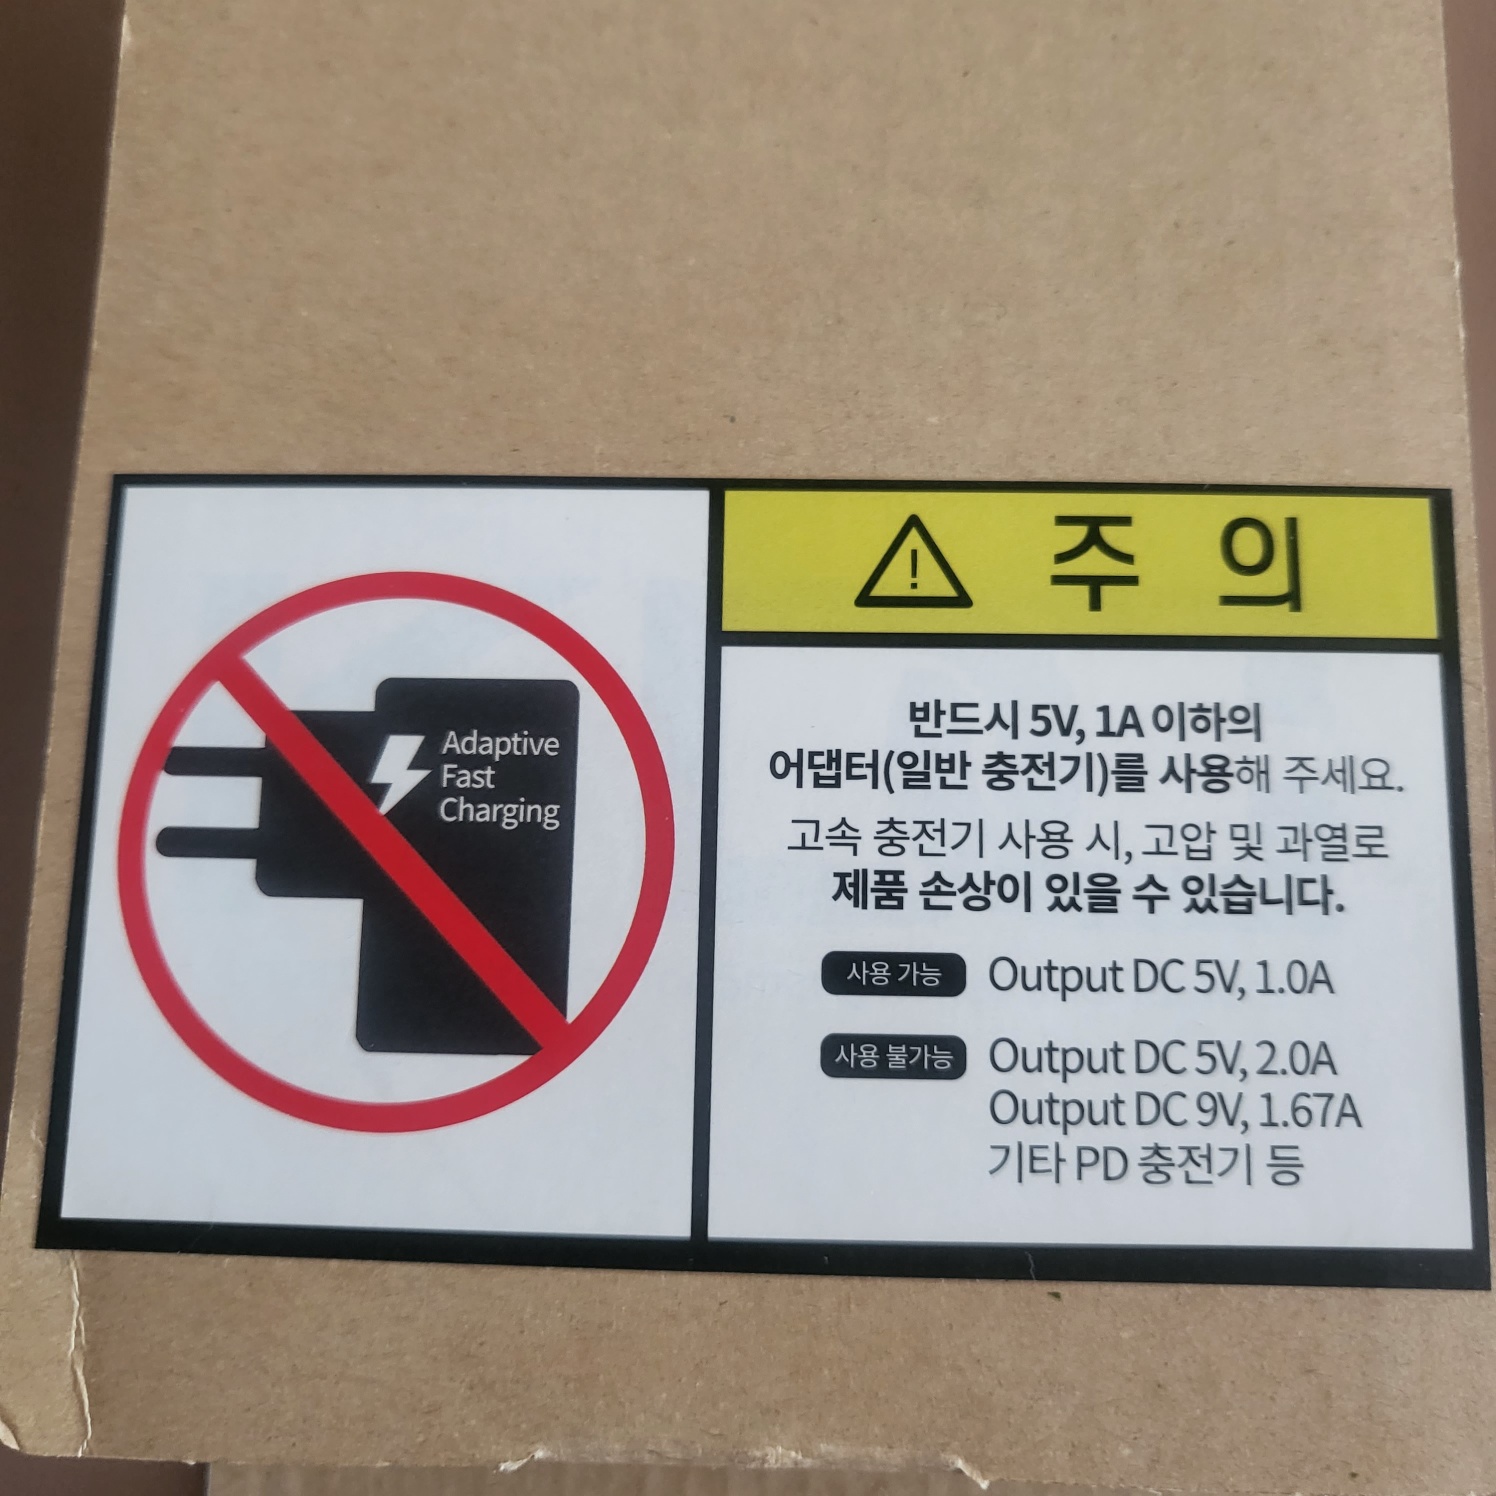 Adaptive
Fast
Charging
주 의
반드시 5V, 1A 이하의
어댑터(일반 충전기)를 사용해 주세요.
고속 충전기 사용 시, 고압 및 과열로
제품 손상이 있을 수 있습니다.
사용 가능 Output DC 5V, 1.0A
사용 불가능 Output DC 5V, 2.0A
Output DC 9V, 1.67A
기타 PD 충전기 등